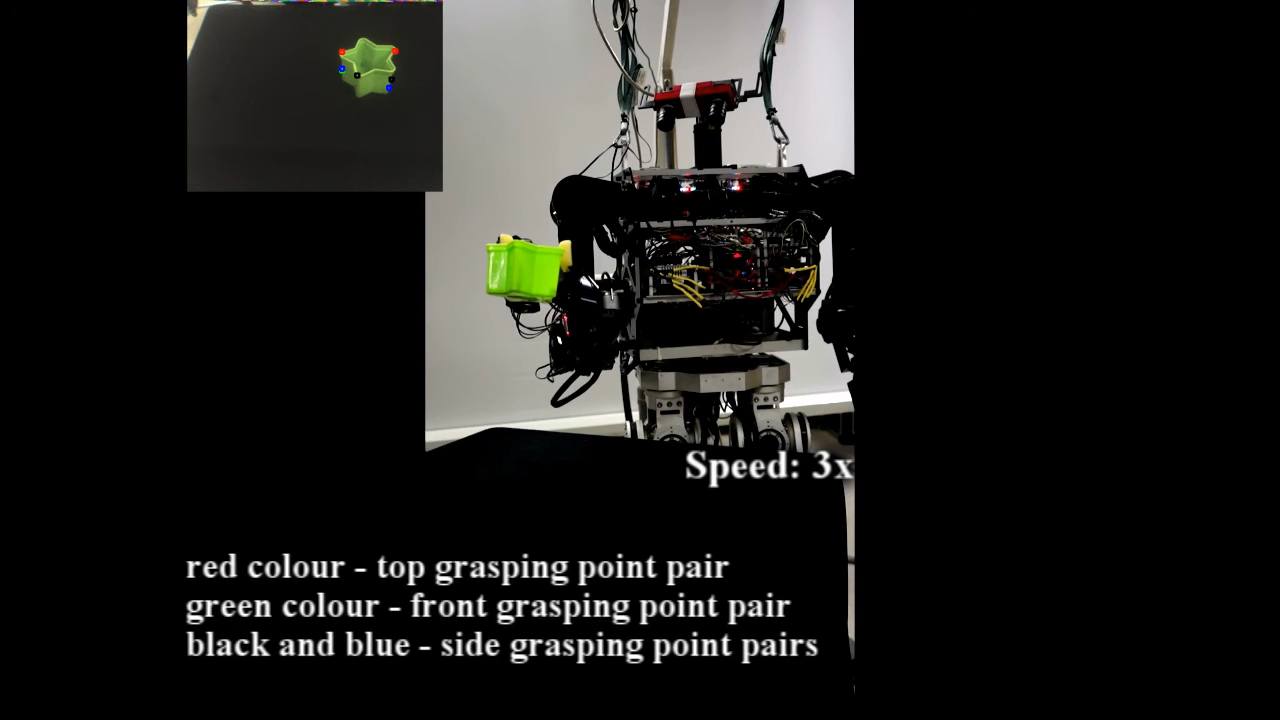 Speed: 3x
red colour - top grasping point pair
green colour - front grasping point pair
black and blue - side grasping point pairs